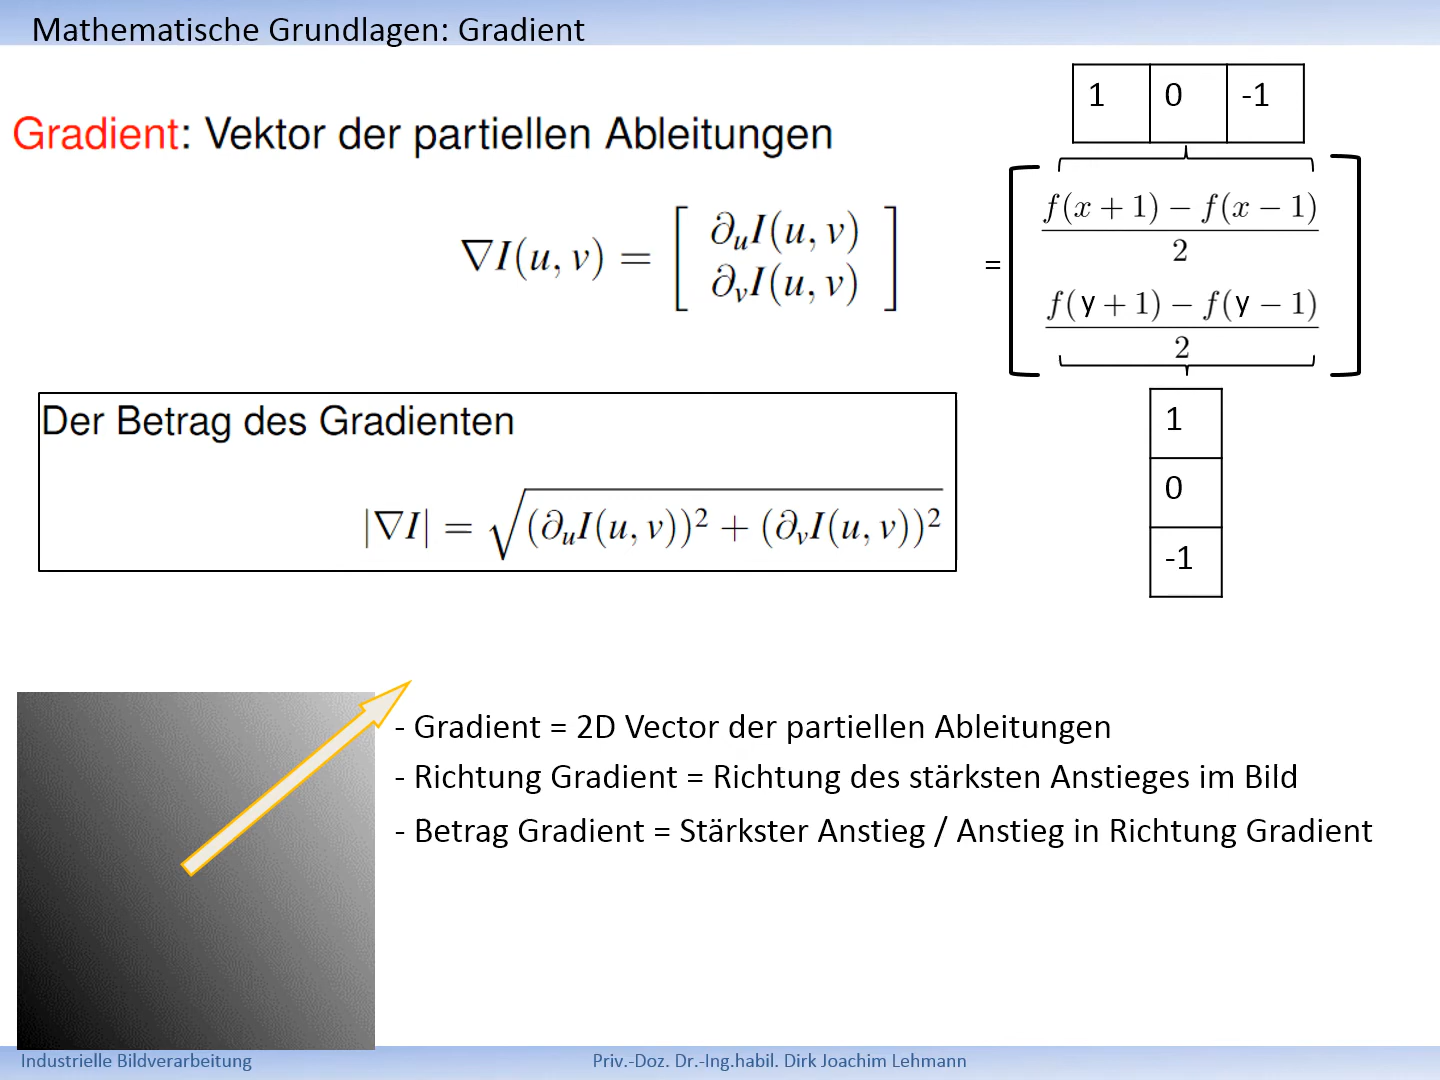 Mathematische Grundlagen: Gradient
1 0 -1
Gradient: Vektor der partiellen Ableitungen
∇I(u, v) = [ ∂uI(u, v) ∂vI(u, v) ]
= [ f(x + 1) − f(x − 1) / 2
f(y + 1) − f(y − 1) / 2 ]
1
0
-1
Der Betrag des Gradienten
|∇I| = √(∂uI(u, v))² + (∂vI(u, v))²
- Gradient = 2D Vector der partiellen Ableitungen
- Richtung Gradient = Richtung des stärksten Anstieges im Bild
- Betrag Gradient = Stärkster Anstieg / Anstieg in Richtung Gradient
Industrielle Bildverarbeitung
Priv.-Doz. Dr.-Ing.habil. Dirk Joachim Lehmann